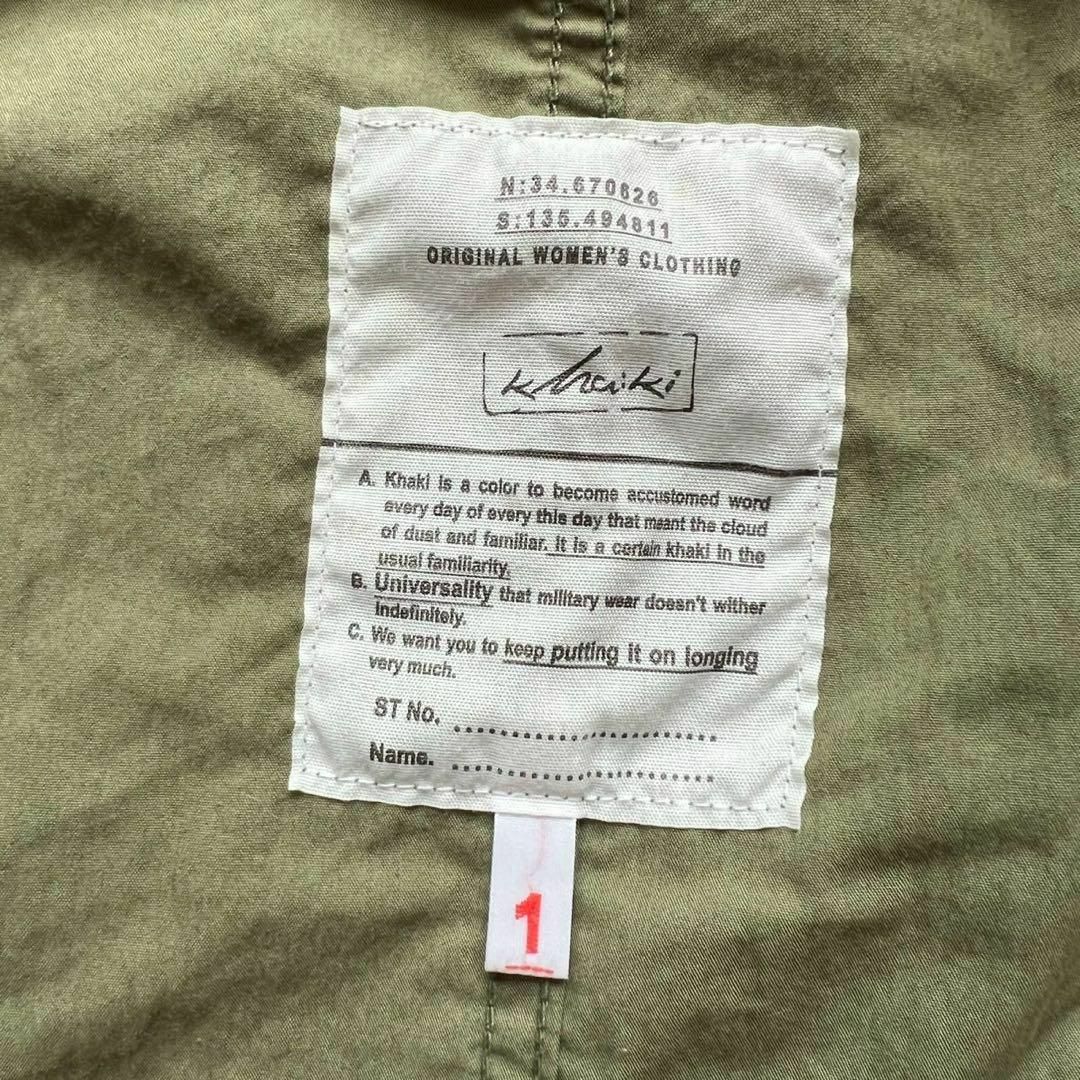 N:34.670626
S:135.494811
ORIGINAL WOMEN'S CLOTHING
khai:ki
A. Khaki is a color to become accustomed word
every day of every this day that meant the cloud
of dust and familiar. It is a certain khaki in the
usual familiarity.
B. Universality that military wear doesn't wither
indefinitely.
C. We want you to keep putting it on longing
very much.
ST No. ........................
Name. ........................
1